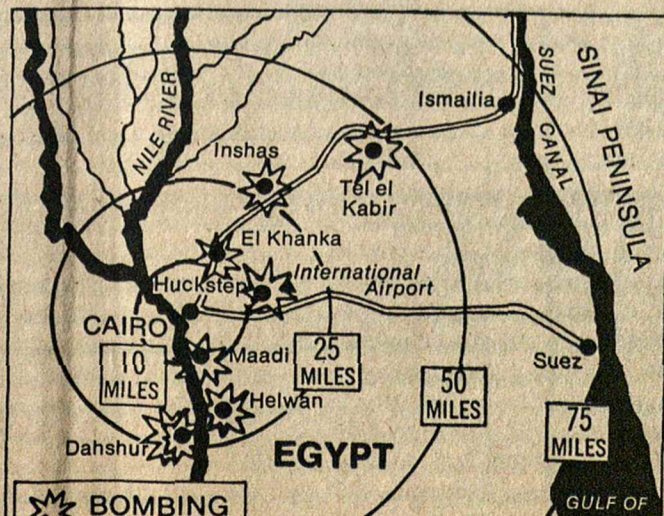 NILE RIVER
SUEZ
CANAL
SINAI PENINSULA
Ismailia
Inshas
Tel el
Kabir
El Khanka
Huckstep
International
Airport
CAIRO
10
MILES
Maadi
25
MILES
Suez
50
MILES
Helwan
75
MILES
Dahshur
EGYPT
BOMBING
GULF OF